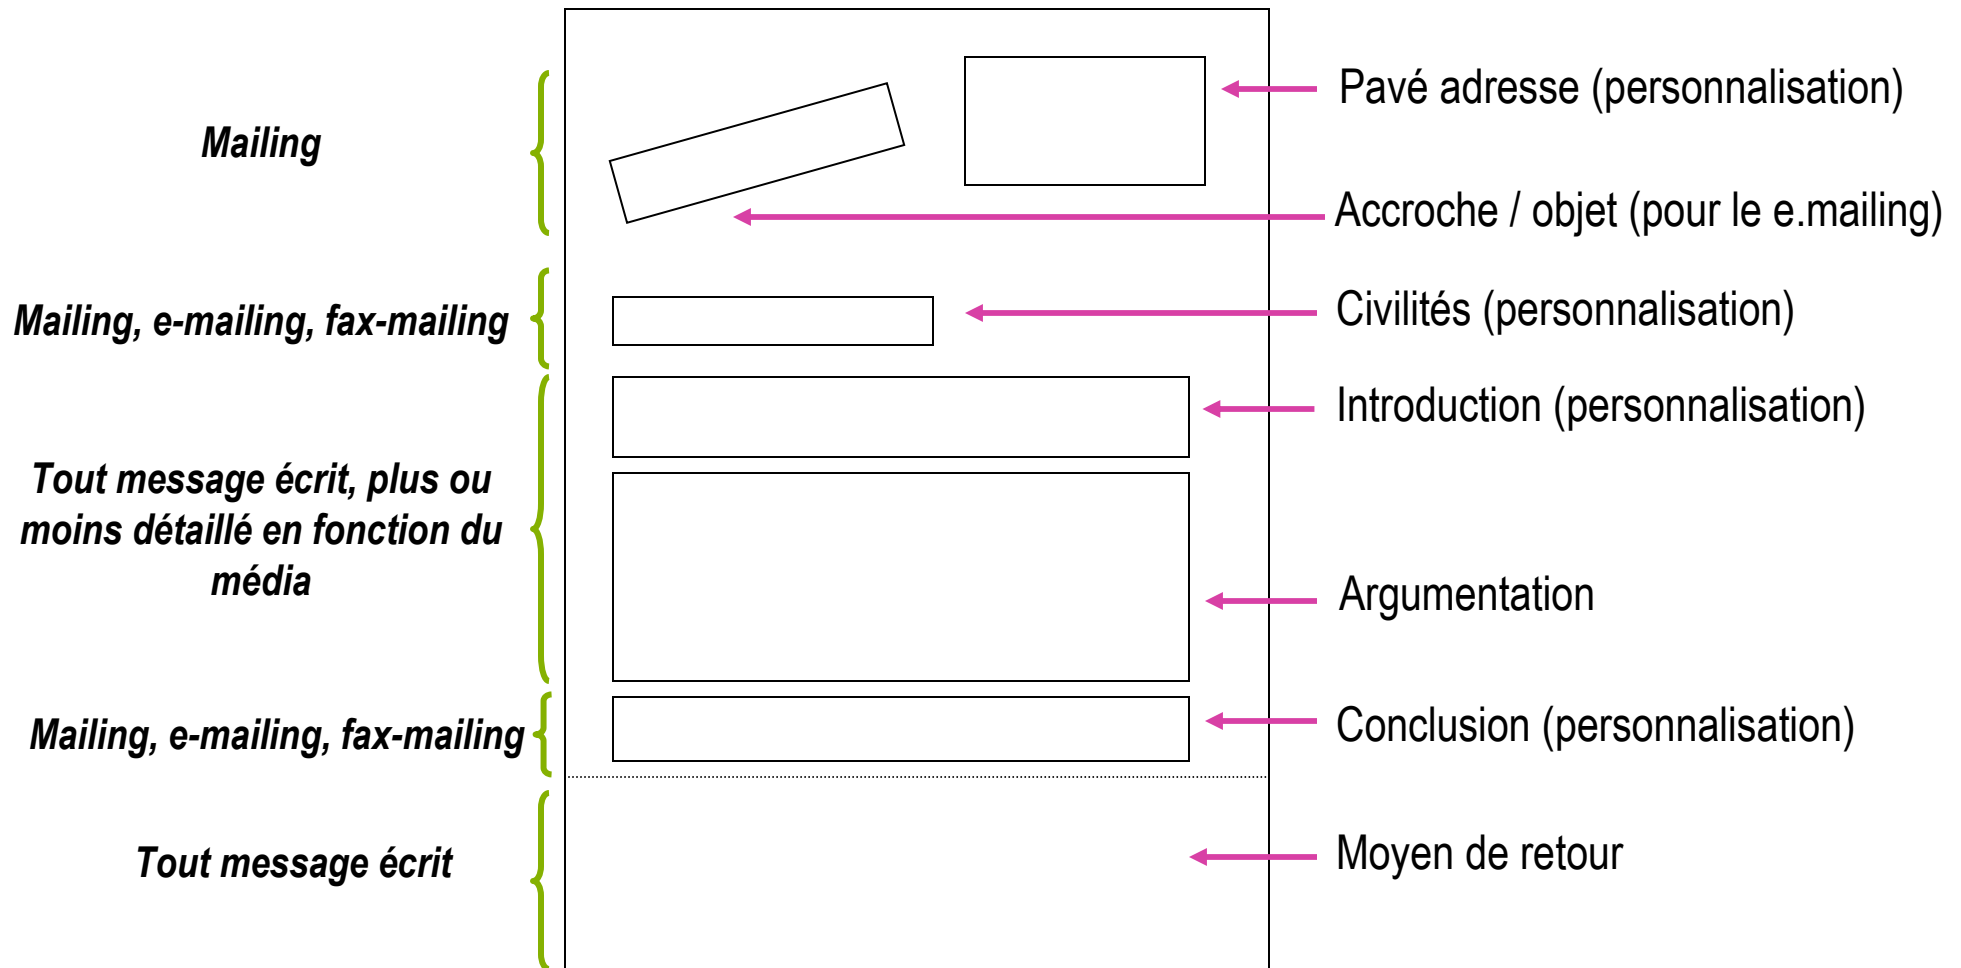 Pavé adresse (personnalisation)
Mailing
Accroche / objet (pour le e.mailing)
Mailing, e-mailing, fax-mailing
Civilités (personnalisation)
Introduction (personnalisation)
Tout message écrit, plus ou
moins détaillé en fonction du
média
Argumentation
Mailing, e-mailing, fax-mailing
Conclusion (personnalisation)
Tout message écrit
Moyen de retour